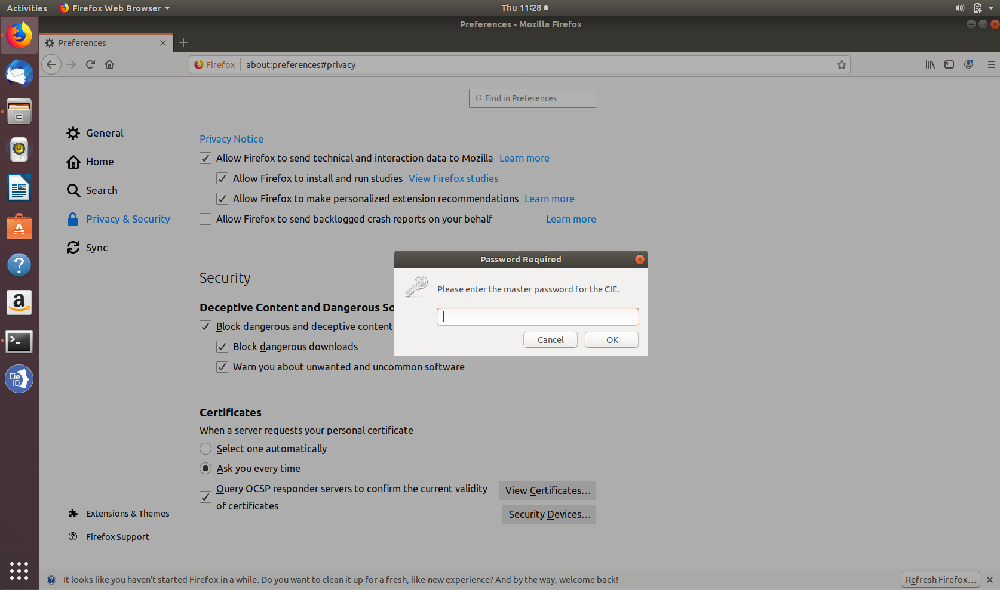 Activities
Firefox Web Browser
Thu 11:28
Preferences - Mozilla Firefox
Preferences
Firefox
about:preferences#privacy
Find in Preferences
General
Home
Search
Privacy & Security
Sync
Privacy Notice
Allow Firefox to send technical and interaction data to Mozilla Learn more
Allow Firefox to install and run studies View Firefox studies
Allow Firefox to make personalized extension recommendations Learn more
Allow Firefox to send backlogged crash reports on your behalf Learn more
Security
Deceptive Content and Dangerous So
Block dangerous and deceptive content
Block dangerous downloads
Warn you about unwanted and uncommon software
Password Required
Please enter the master password for the CIE.
Cancel
OK
Certificates
When a server requests your personal certificate
Select one automatically
Ask you every time
Query OCSP responder servers to confirm the current validity
of certificates
View Certificates...
Security Devices...
Extensions & Themes
Firefox Support
It looks like you haven't started Firefox in a while. Do you want to clean it up for a fresh, like-new experience? And by the way, welcome back!
Refresh Firefox...
Cie
ID